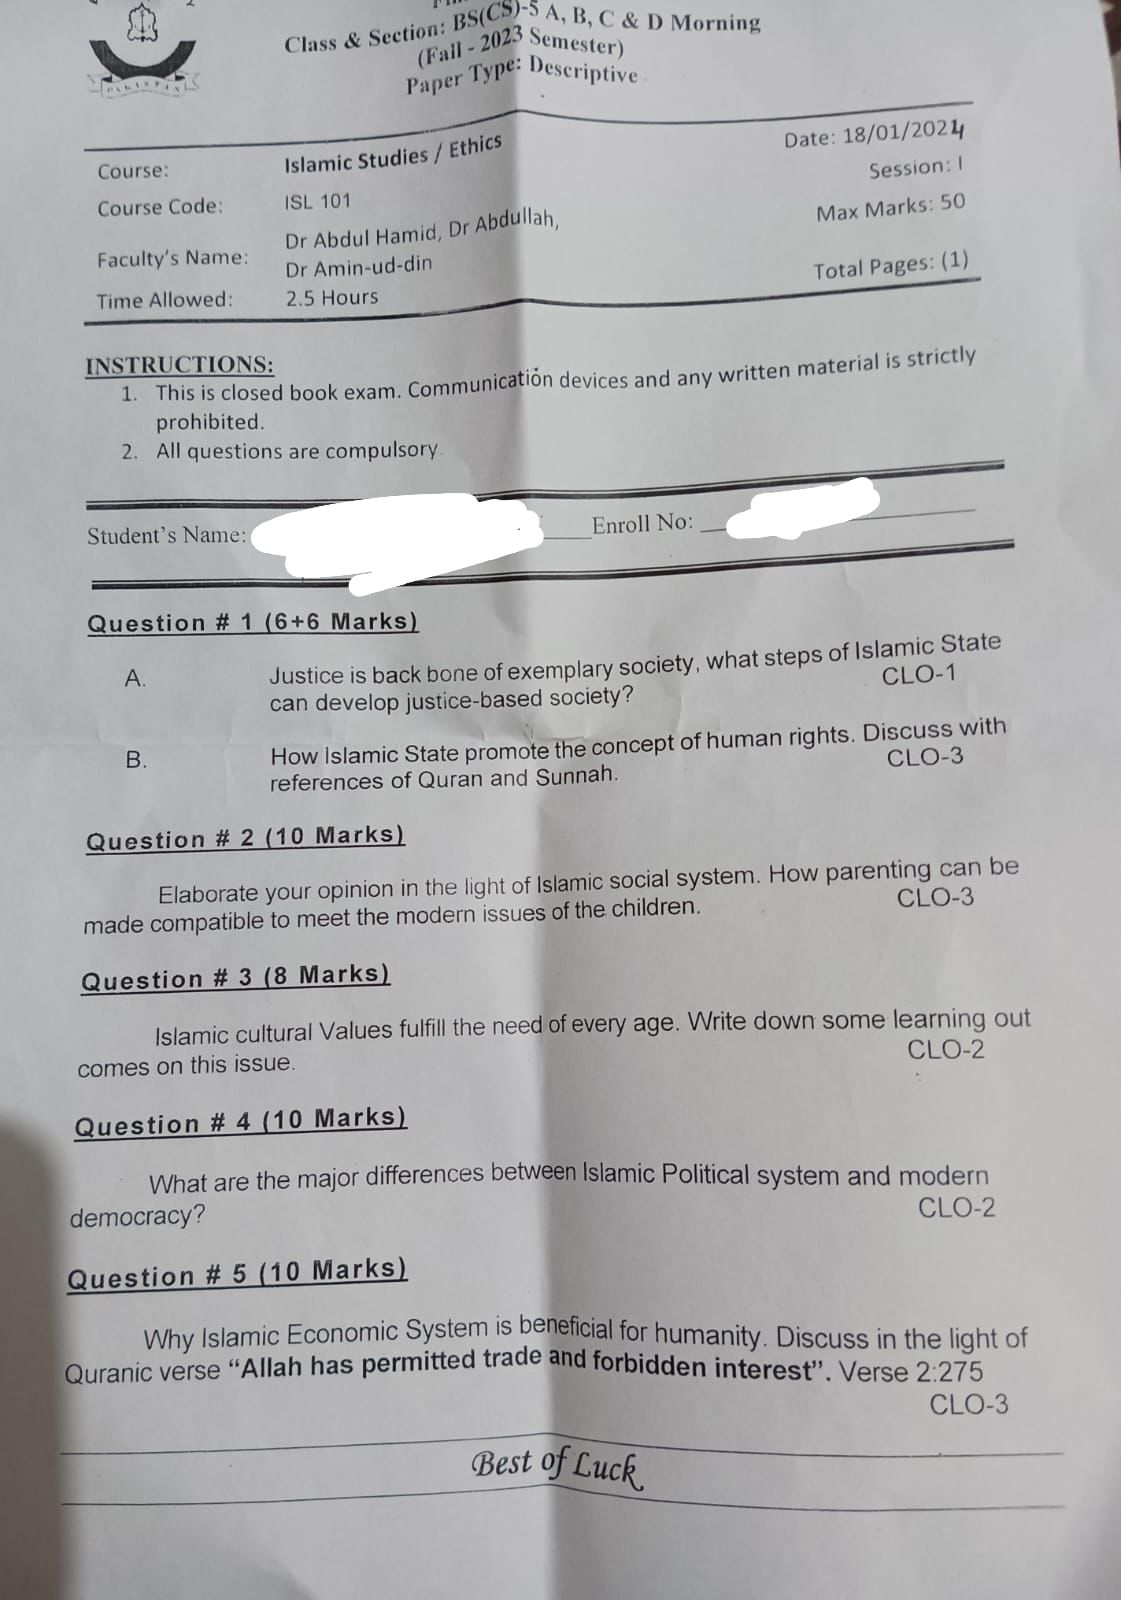 Class & Section: BS(CS)-5 A, B, C & D Morning
(Fall - 2023 Semester)
Paper Type: Descriptive
PAKISTAN
Course: Islamic Studies / Ethics Date: 18/01/2024
Course Code: ISL 101 Session: I
Faculty's Name: Dr Abdul Hamid, Dr Abdullah, Max Marks: 50
Dr Amin-ud-din Total Pages: (1)
Time Allowed: 2.5 Hours
INSTRUCTIONS:
1. This is closed book exam. Communication devices and any written material is strictly
prohibited.
2. All questions are compulsory.
Student's Name: Enroll No:
Question # 1 (6+6 Marks)
A. Justice is back bone of exemplary society, what steps of Islamic State
can develop justice-based society? CLO-1
B. How Islamic State promote the concept of human rights. Discuss with
references of Quran and Sunnah. CLO-3
Question # 2 (10 Marks)
Elaborate your opinion in the light of Islamic social system. How parenting can be
made compatible to meet the modern issues of the children. CLO-3
Question # 3 (8 Marks)
Islamic cultural Values fulfill the need of every age. Write down some learning out
comes on this issue. CLO-2
Question # 4 (10 Marks)
What are the major differences between Islamic Political system and modern
democracy? CLO-2
Question # 5 (10 Marks)
Why Islamic Economic System is beneficial for humanity. Discuss in the light of
Quranic verse “Allah has permitted trade and forbidden interest”. Verse 2:275
CLO-3
Best of Luck